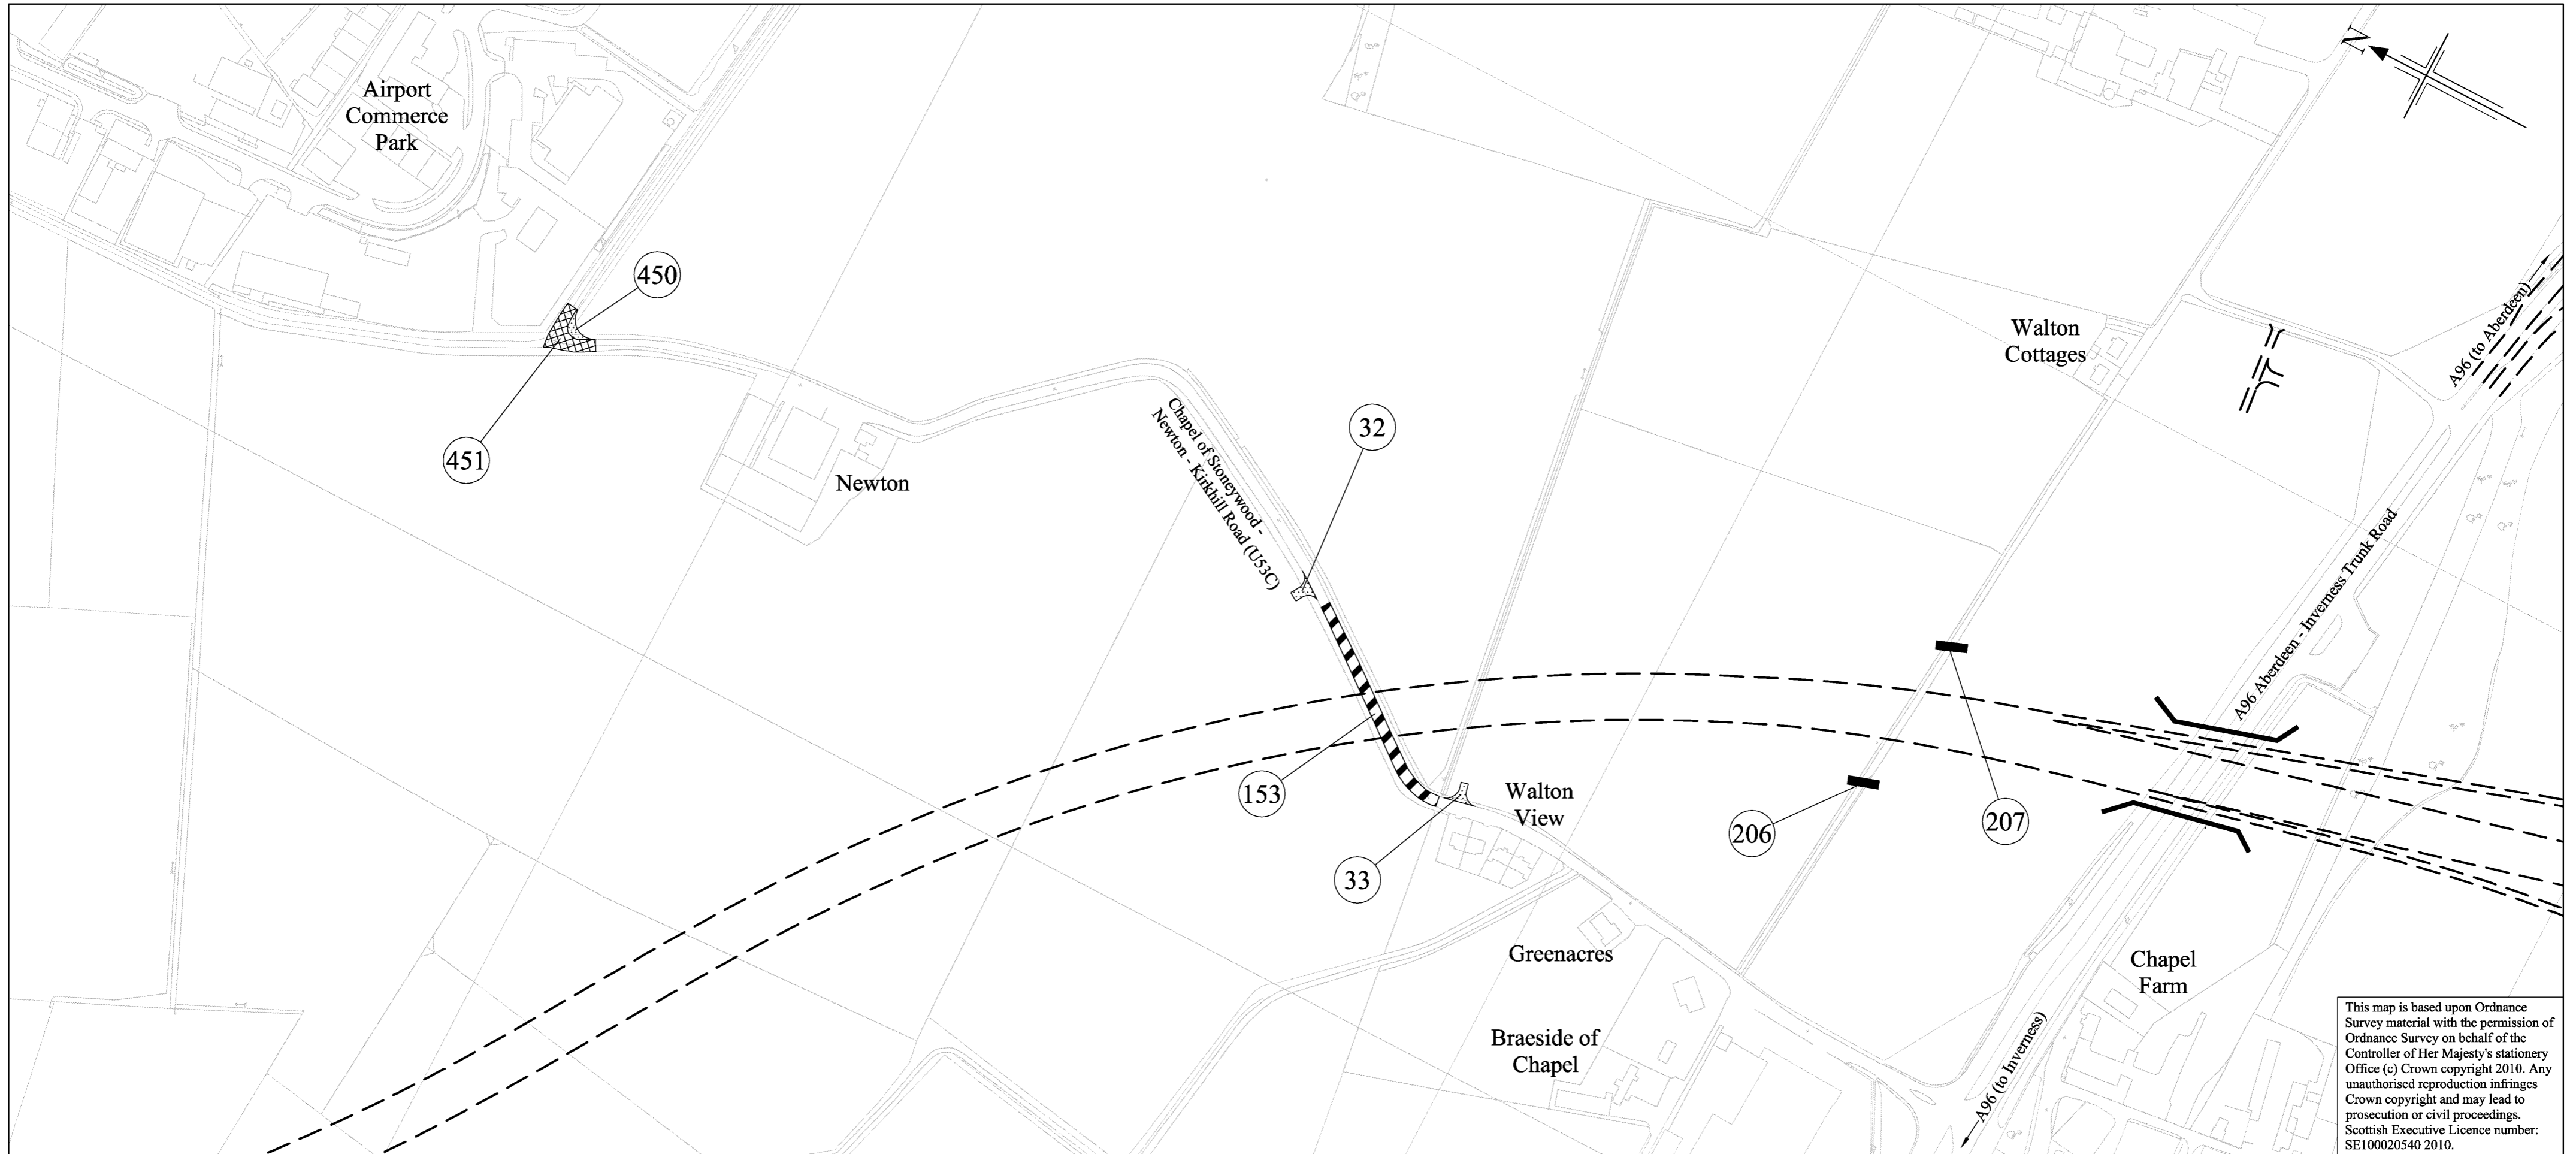 Airport
Commerce
Park
N
450
451
Newton
Chapel of Stoneywood -
Newton - Kirkhill Road (U53C)
32
Walton
Cottages
A96 (to Aberdeen)
A96 Aberdeen - Inverness Trunk Road
153
33
Walton
View
206
207
Greenacres
Braeside of
Chapel
Chapel
Farm
A96 (to Inverness)
This map is based upon Ordnance
Survey material with the permission of
Ordnance Survey on behalf of the
Controller of Her Majesty's stationery
Office (c) Crown copyright 2010. Any
unauthorised reproduction infringes
Crown copyright and may lead to
prosecution or civil proceedings.
Scottish Executive Licence number:
SE100020540 2010.